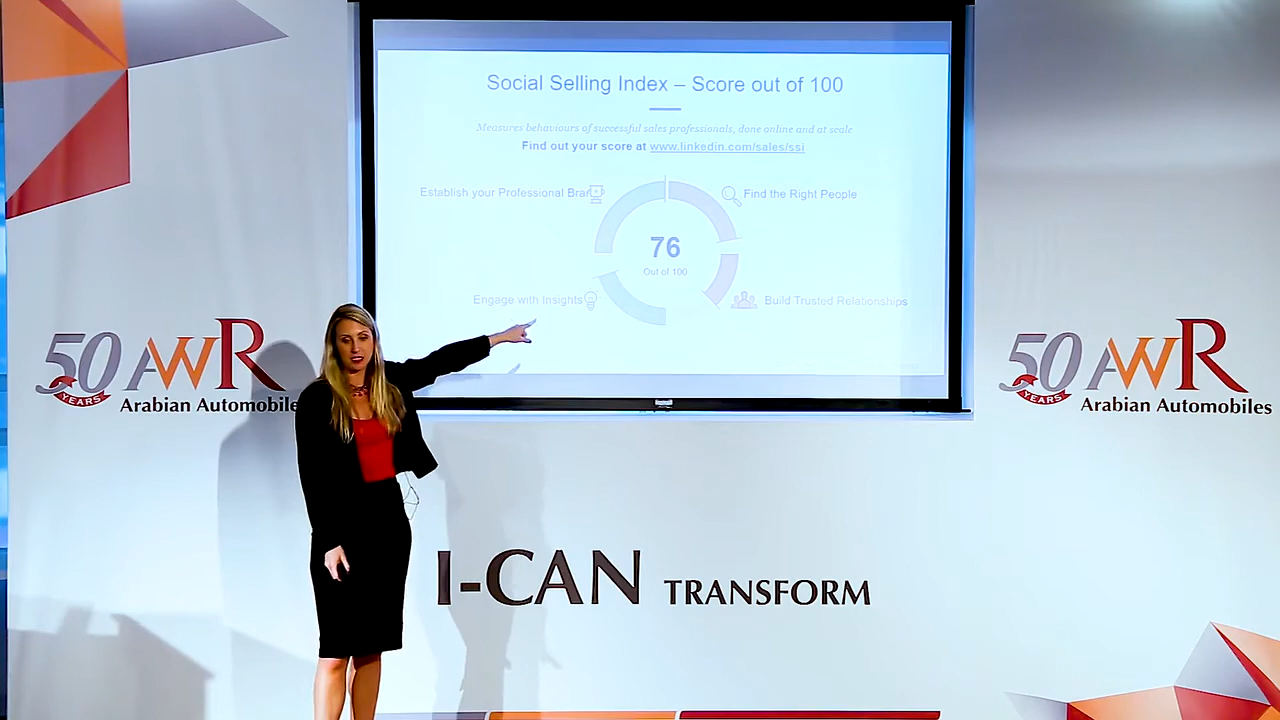 Social Selling Index – Score out of 100
Measures behaviours of successful sales professionals, done online and at scale
Find out your score at www.linkedin.com/sales/ssi
Establish your Professional Bran
Find the Right People
76
Out of 100
Engage with Insights
Build Trusted Relationships
50 YEARS
AWR
Arabian Automobile
50 YEARS
AWR
Arabian Automobiles
I-CAN TRANSFORM